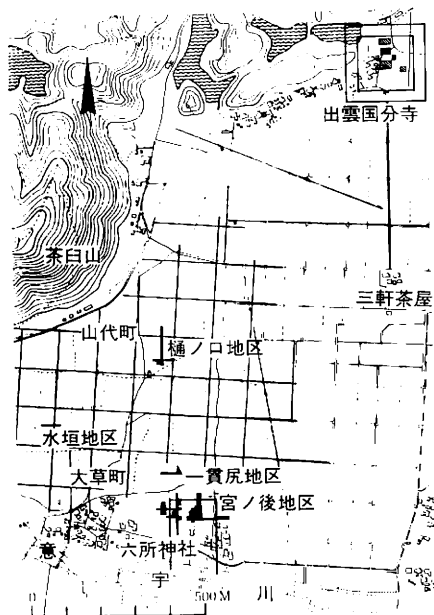 出雲国分寺
茶臼山
三軒茶屋
山代町
樋ノ口地区
水垣地区
大草町
一貫尻地区
宮ノ後地区
意
六所神社
宇
川
0
500M